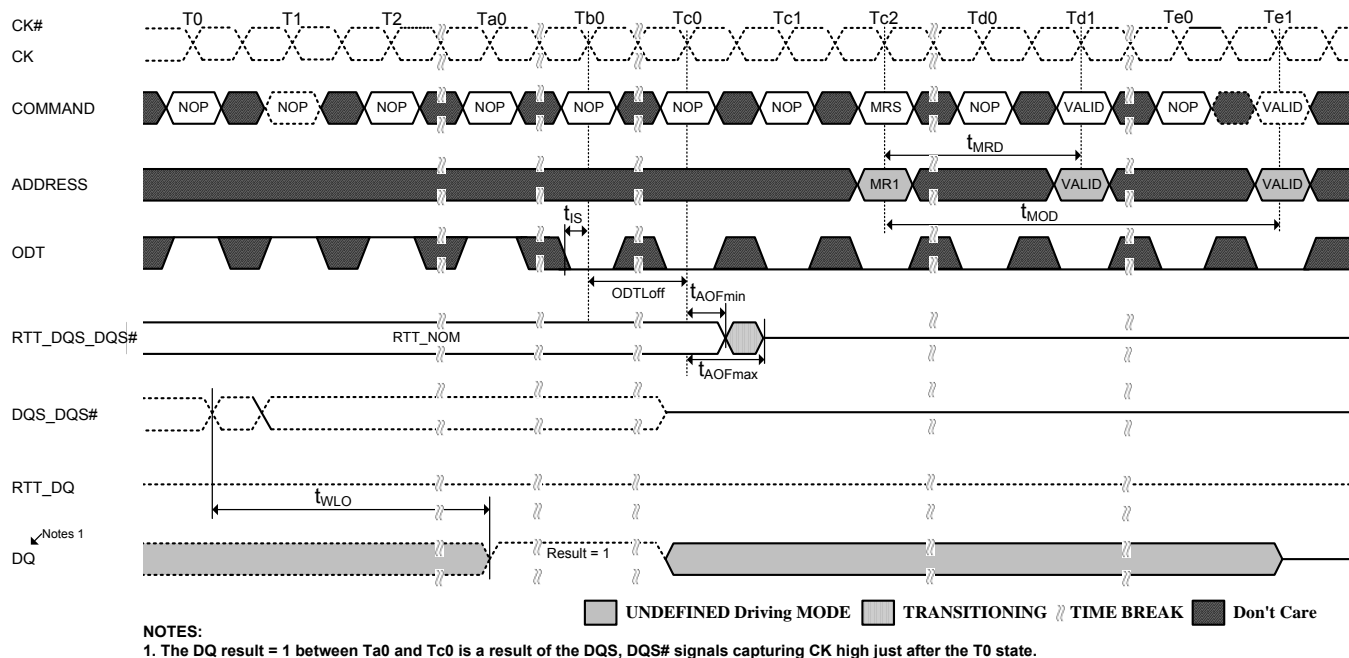 T0 T1 T2 Ta0 Tb0 Tc0 Tc1 Tc2 Td0 Td1 Te0 Te1
CK#
CK
COMMAND NOP NOP NOP NOP NOP NOP NOP MRS NOP VALID NOP VALID
tMRD
ADDRESS MR1 VALID VALID
tIS tMOD
ODT
ODTLoff tAOFmin
RTT_DQS_DQS# RTT_NOM
tAOFmax
DQS_DQS#
RTT_DQ
tWLO
Notes 1
DQ Result = 1
UNDEFINED Driving MODE TRANSITIONING TIME BREAK Don't Care
NOTES:
1. The DQ result = 1 between Ta0 and Tc0 is a result of the DQS, DQS# signals capturing CK high just after the T0 state.